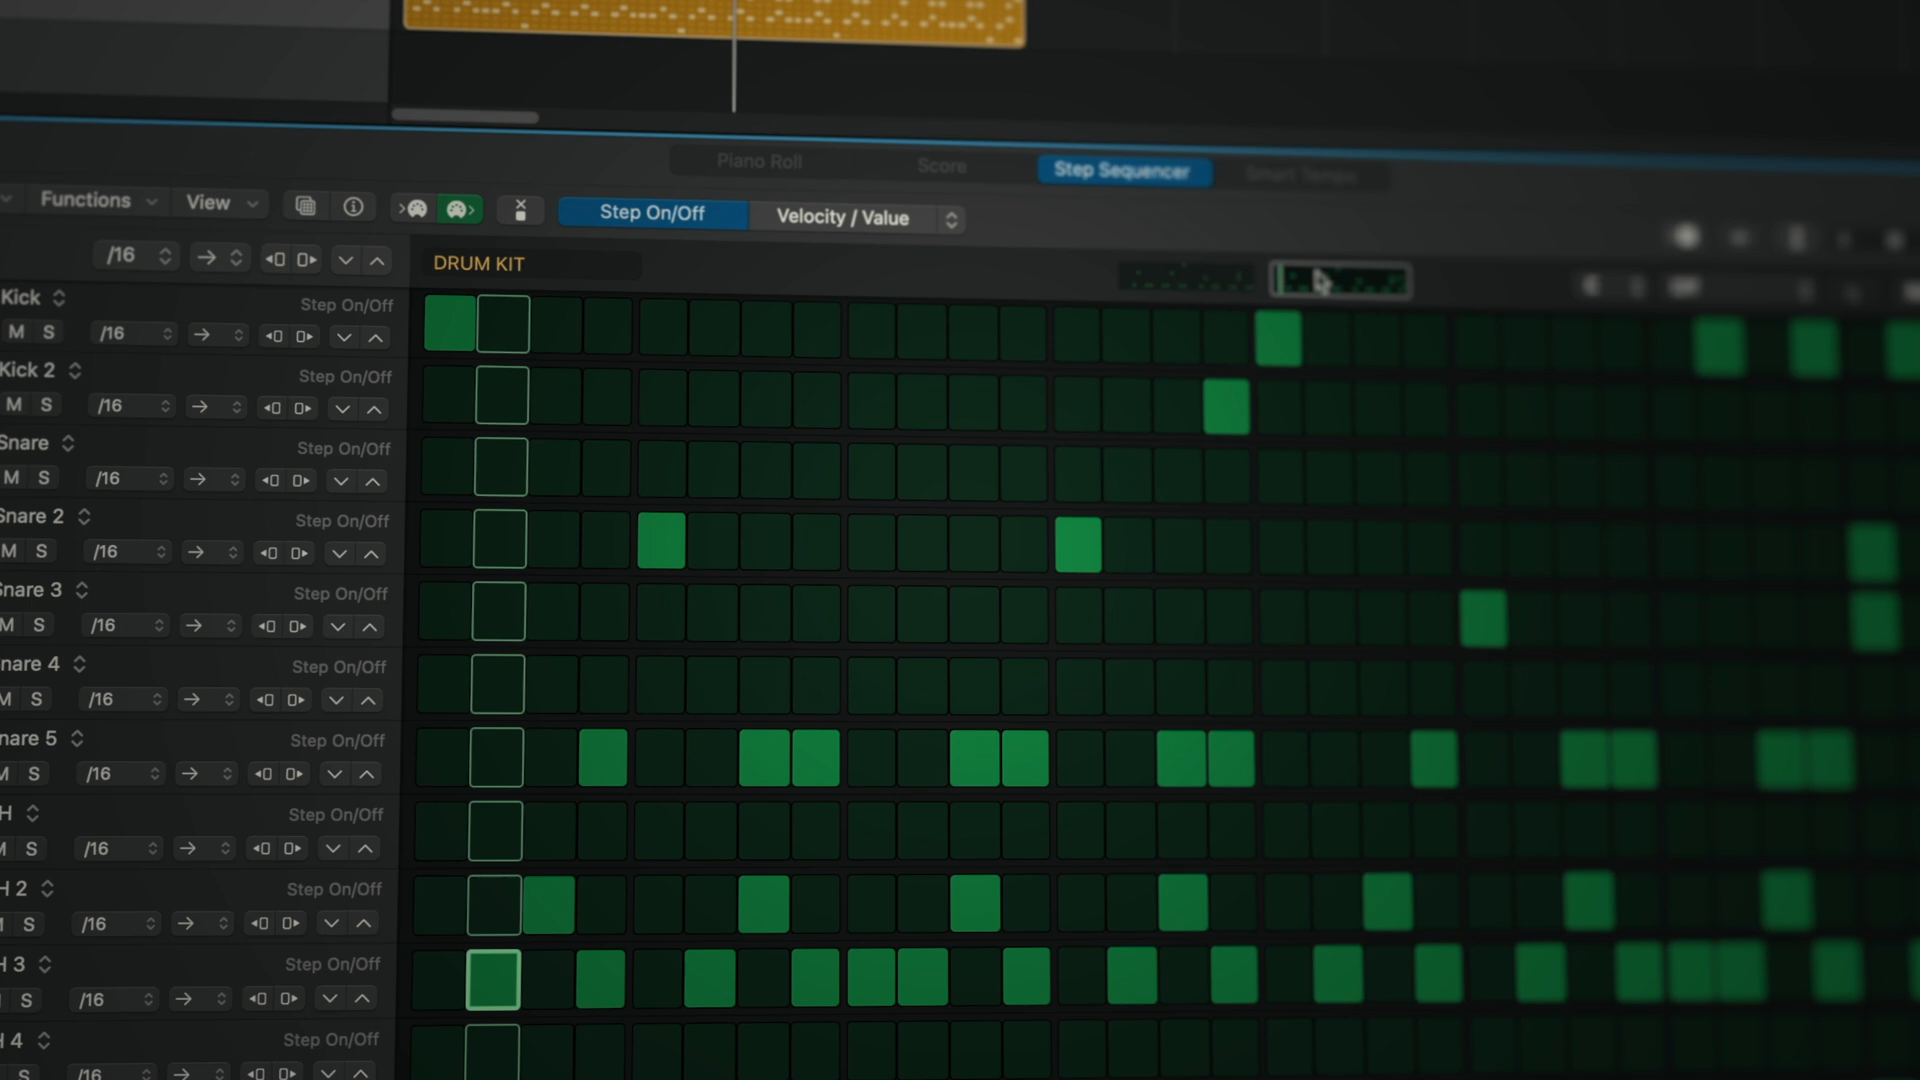 Piano Roll Score Step Sequencer Smart Tempo
Functions View Step On/Off Velocity / Value
/16 DRUM KIT
Kick Step On/Off
M S /16
Kick 2 Step On/Off
M S /16
Snare Step On/Off
M S /16
Snare 2 Step On/Off
M S /16
Snare 3 Step On/Off
M S /16
nare 4 Step On/Off
M S /16
nare 5 Step On/Off
M S /16
H Step On/Off
S /16
H 2 Step On/Off
S /16
H 3 Step On/Off
S /16
H 4 Step On/Off
S /16